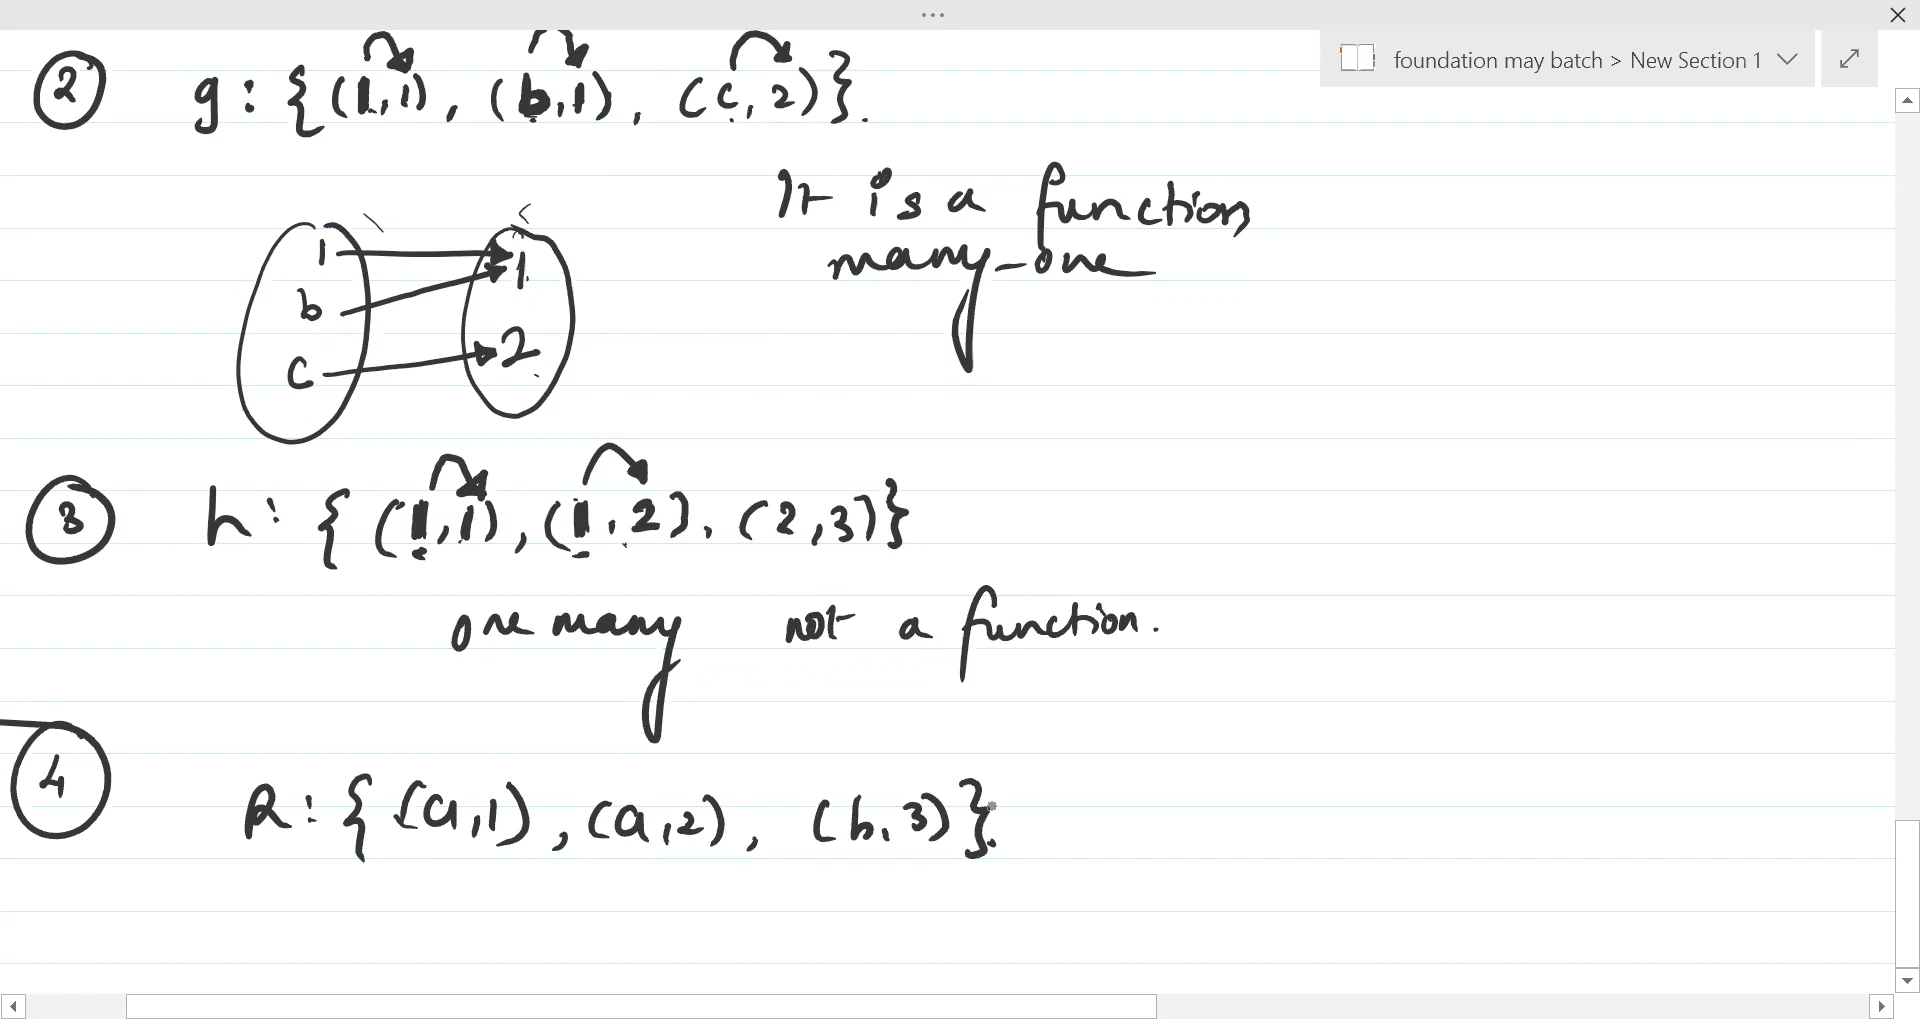 ...
foundation may batch > New Section 1
② g : {(1,1), (b,1), (c,2)}.
It is a function,
many-one
1 1
b
2
c
③ h : {(1,1), (1,2), (2,3)}
one many not a function.
④ R : {(a,1), (a,2), (b,3)}.